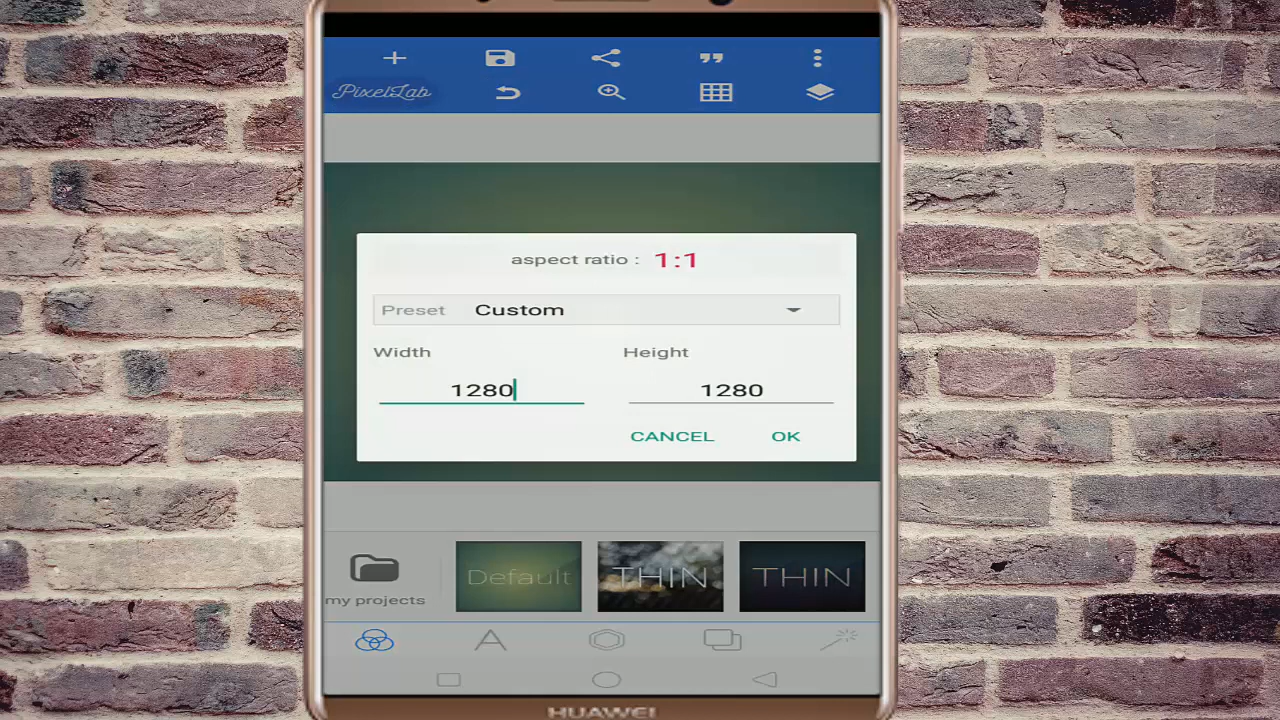 PixelLab
aspect ratio : 1:1
Preset Custom
Width Height
1280 1280
CANCEL OK
Default THIN THIN
my projects
HUAWEI